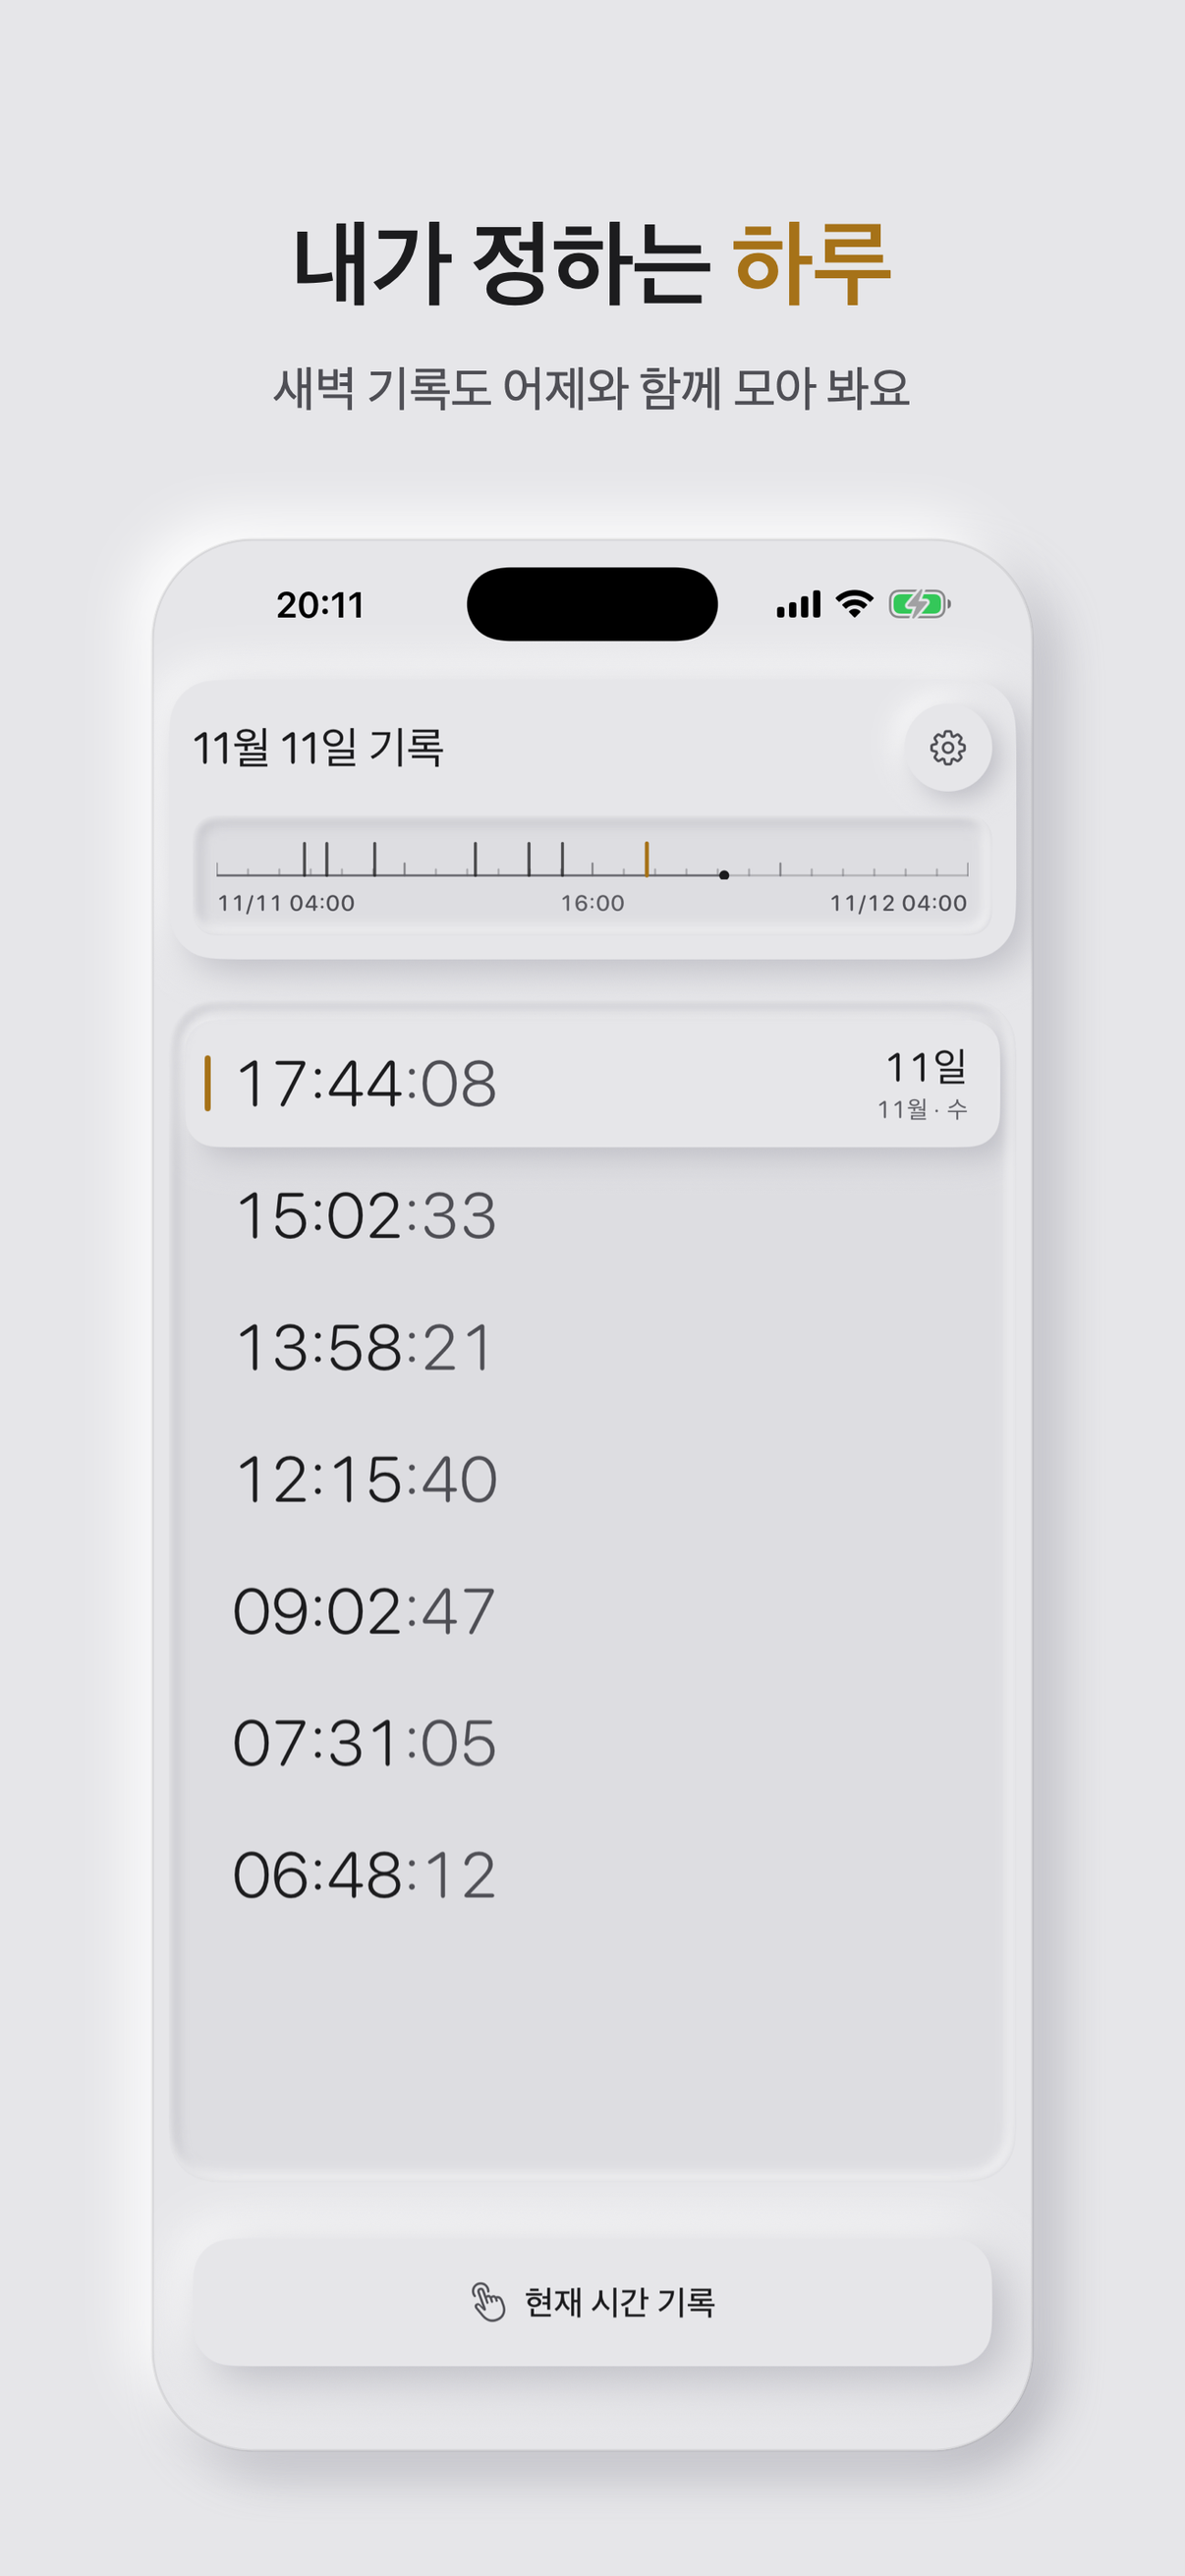 내가 정하는 하루
새벽 기록도 어제와 함께 모아 봐요
20:11
11월 11일 기록
11/11 04:00 16:00 11/12 04:00
17:44:08 11일
11월 · 수
15:02:33
13:58:21
12:15:40
09:02:47
07:31:05
06:48:12
현재 시간 기록